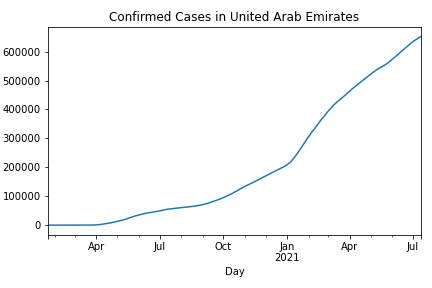 Confirmed Cases in United Arab Emirates
600000
500000
400000
300000
200000
100000
0
Apr Jul Oct Jan Apr Jul
2021
Day